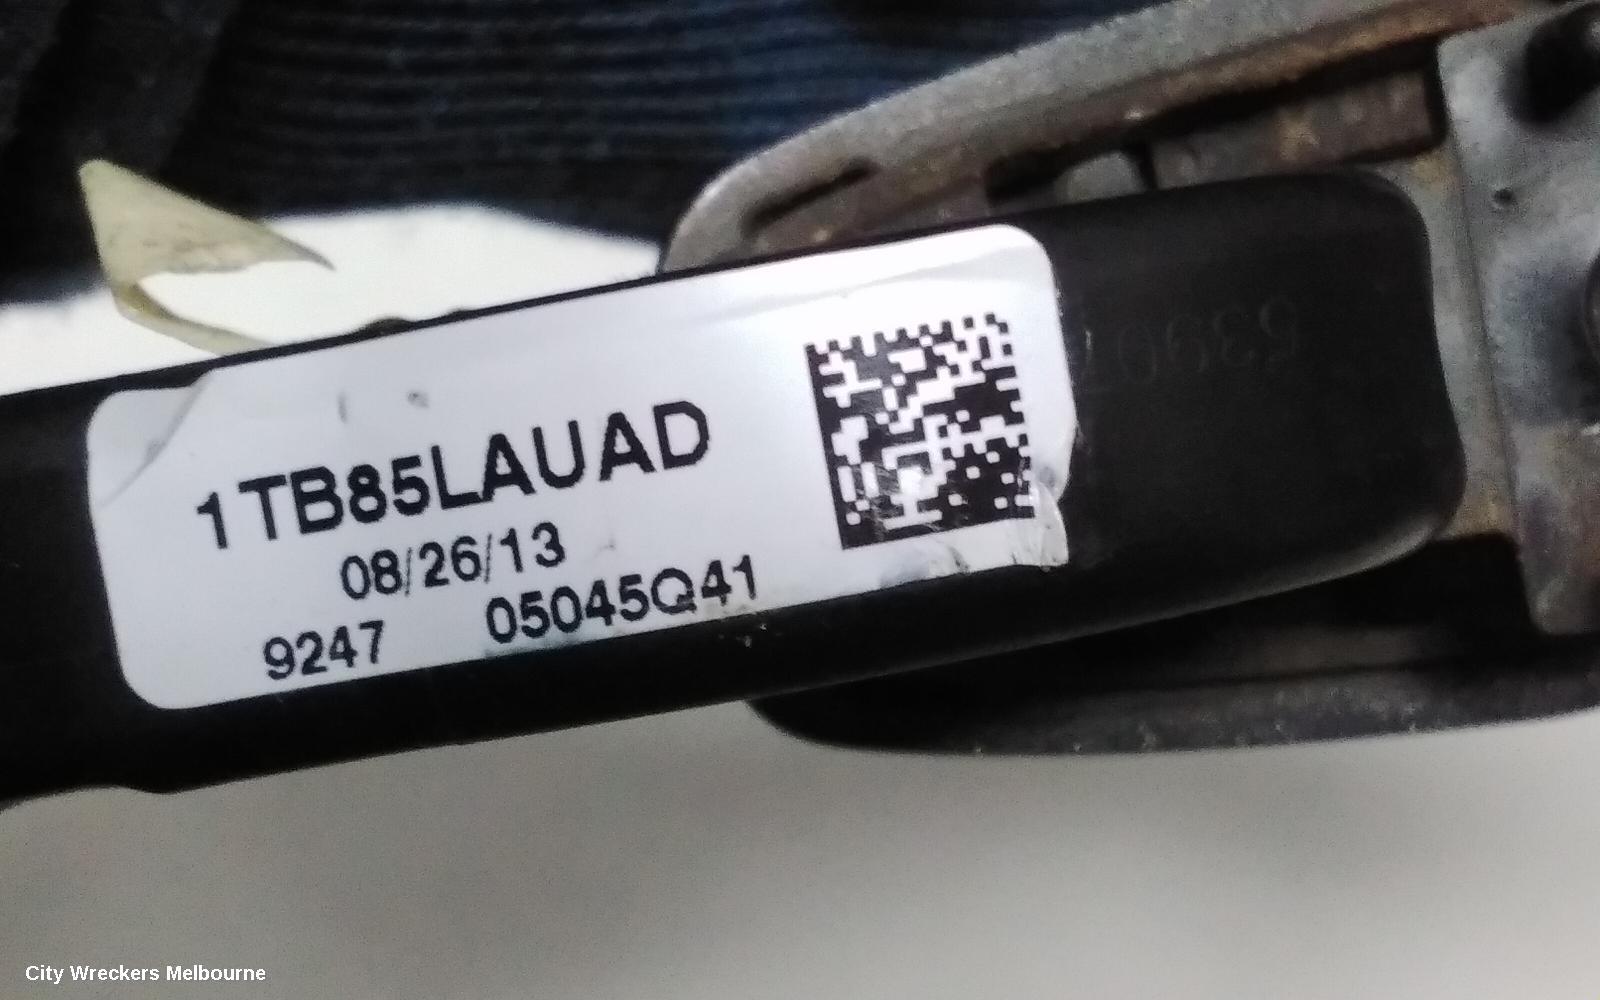 1TB85LAUAD
08/26/13
9247 05045Q41
City Wreckers Melbourne